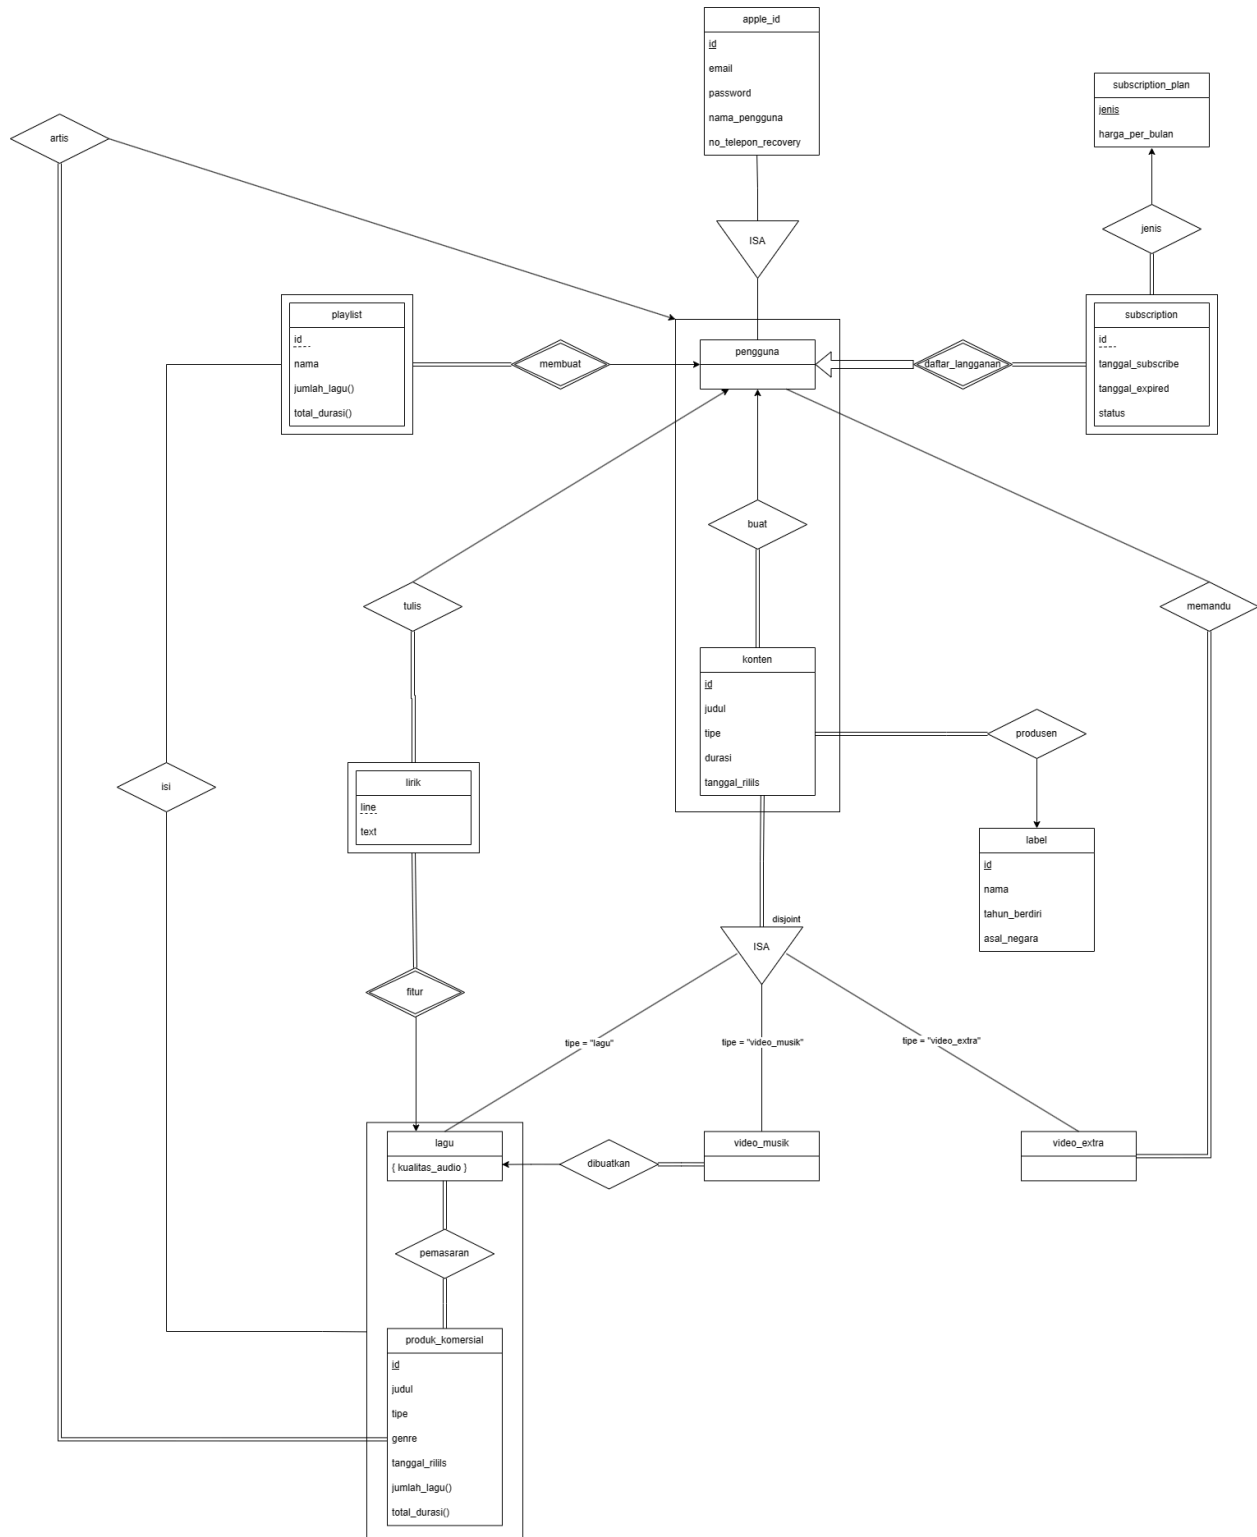 apple_id
id
email
password
nama_pengguna
no_telepon_recovery
subscription_plan
jenis
harga_per_bulan
artis
jenis
ISA
playlist
id
nama
jumlah_lagu()
total_durasi()
membuat
pengguna
daftar_langganan
subscription
id
tanggal_subscribe
tanggal_expired
status
buat
tulis
memandu
konten
id
judul
tipe
durasi
tanggal_rilils
produsen
isi
lirik
line
text
label
id
nama
tahun_berdiri
asal_negara
disjoint
ISA
fitur
tipe = "lagu"
tipe = "video_musik"
tipe = "video_extra"
lagu
{ kualitas_audio }
dibuatkan
video_musik
video_extra
pemasaran
produk_komersial
id
judul
tipe
genre
tanggal_rilils
jumlah_lagu()
total_durasi()